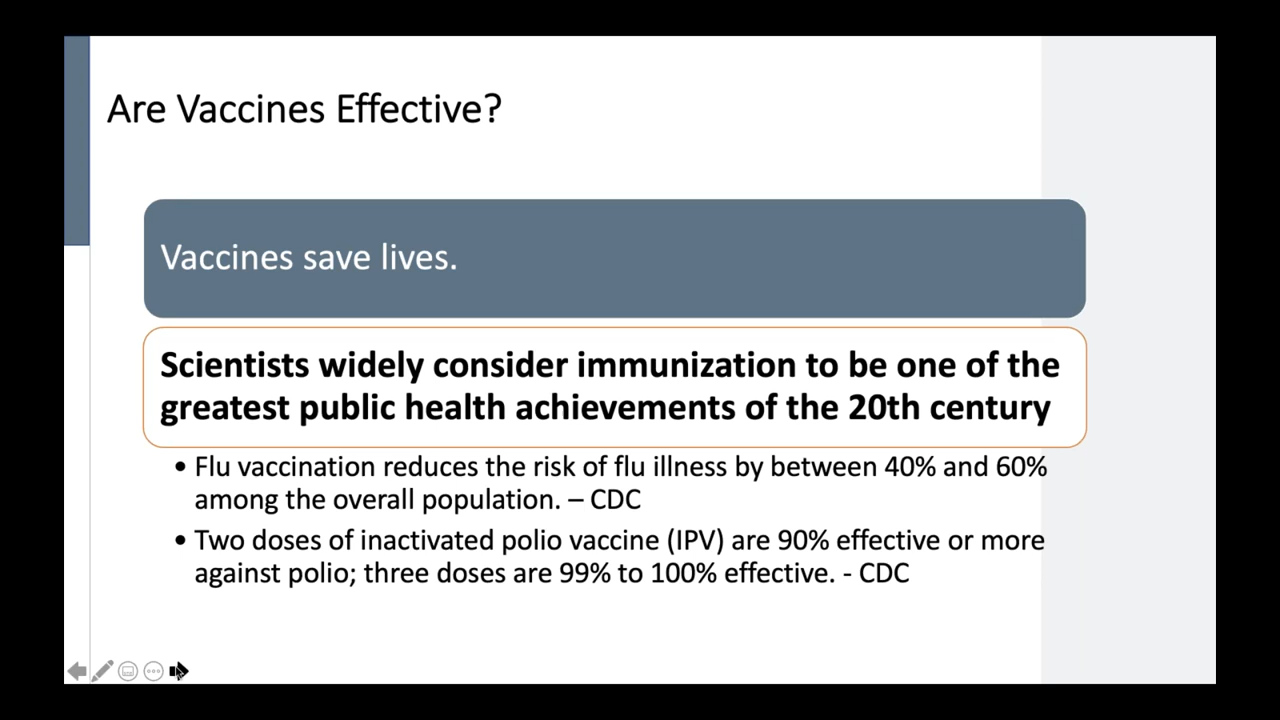 Are Vaccines Effective?
Vaccines save lives.
Scientists widely consider immunization to be one of the
greatest public health achievements of the 20th century
• Flu vaccination reduces the risk of flu illness by between 40% and 60%
among the overall population. – CDC
• Two doses of inactivated polio vaccine (IPV) are 90% effective or more
against polio; three doses are 99% to 100% effective. - CDC